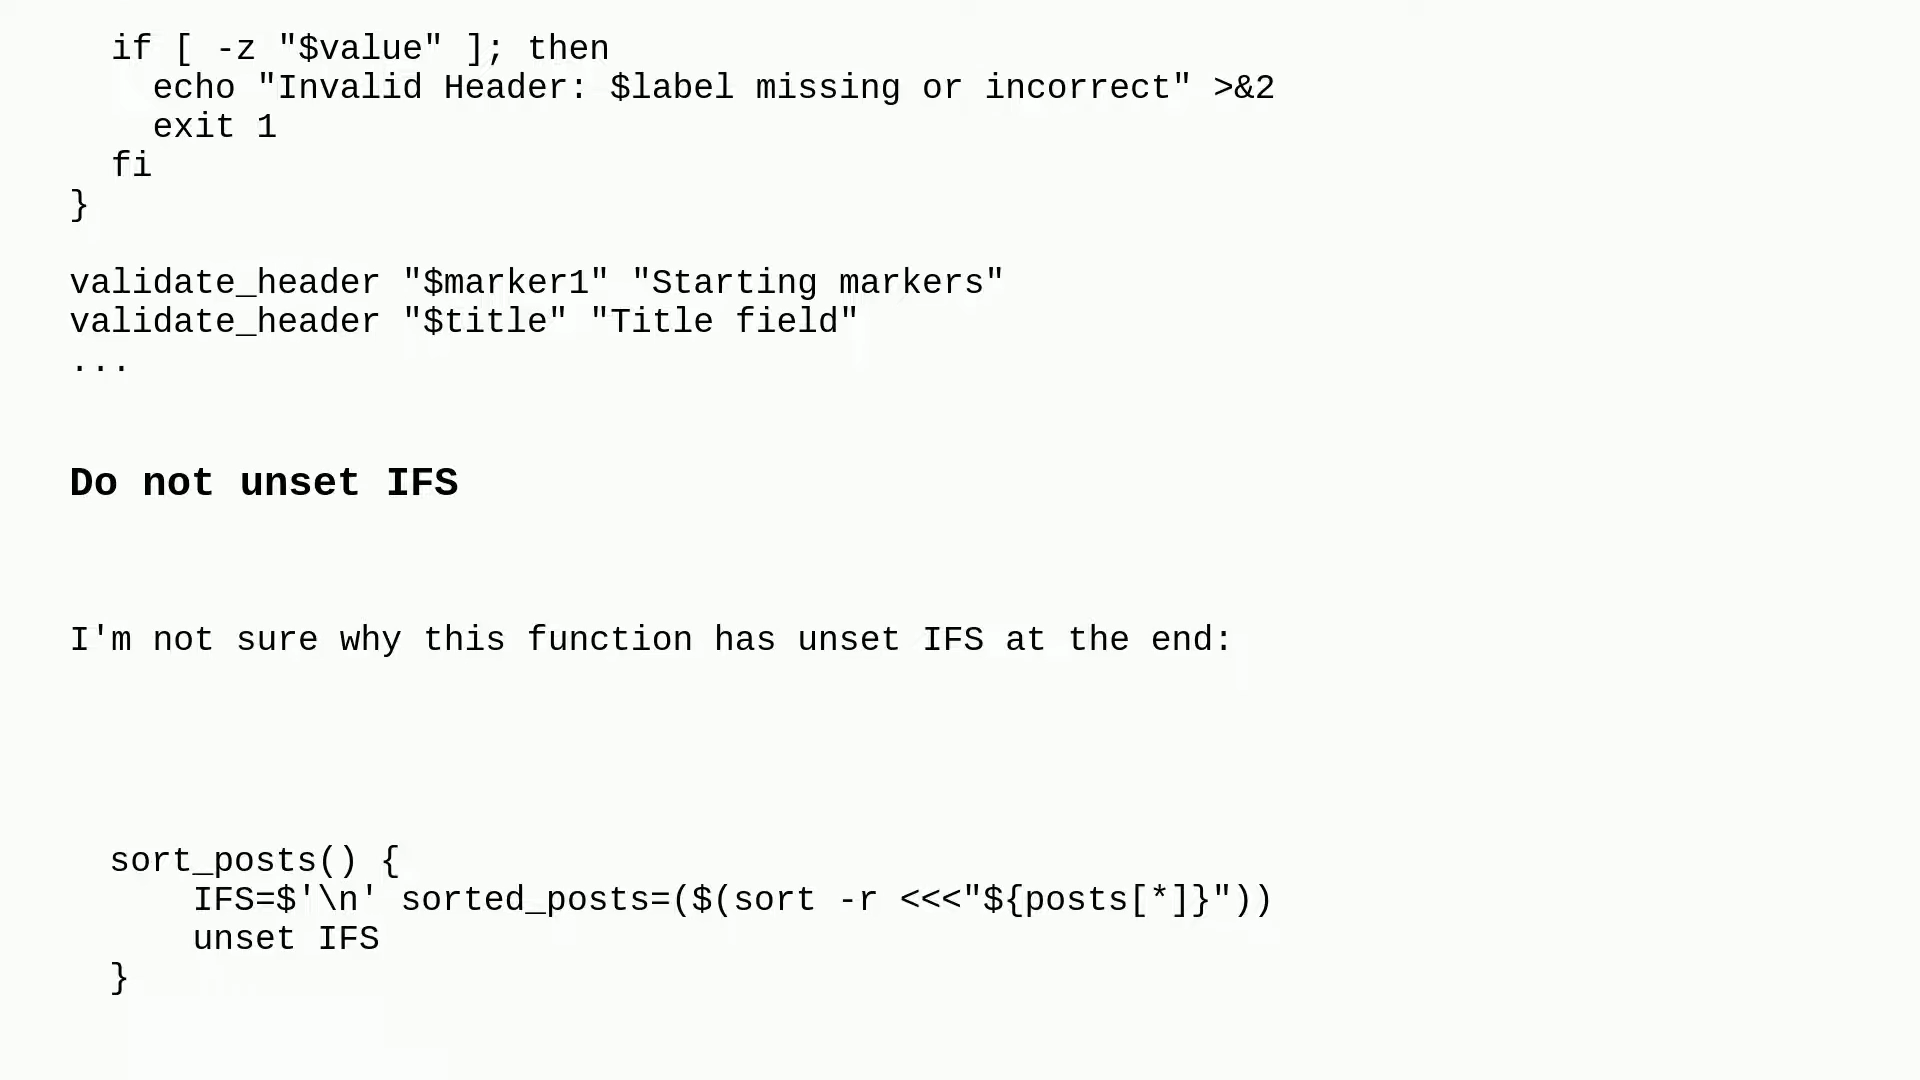 if [ -z "$value" ]; then
echo "Invalid Header: $label missing or incorrect" >&2
exit 1
fi
}
validate_header "$marker1" "Starting markers"
validate_header "$title" "Title field"
...
Do not unset IFS
I'm not sure why this function has unset IFS at the end:
sort_posts() {
IFS=$'\n' sorted_posts=($(sort -r <<<"${posts[*]}"))
unset IFS
}